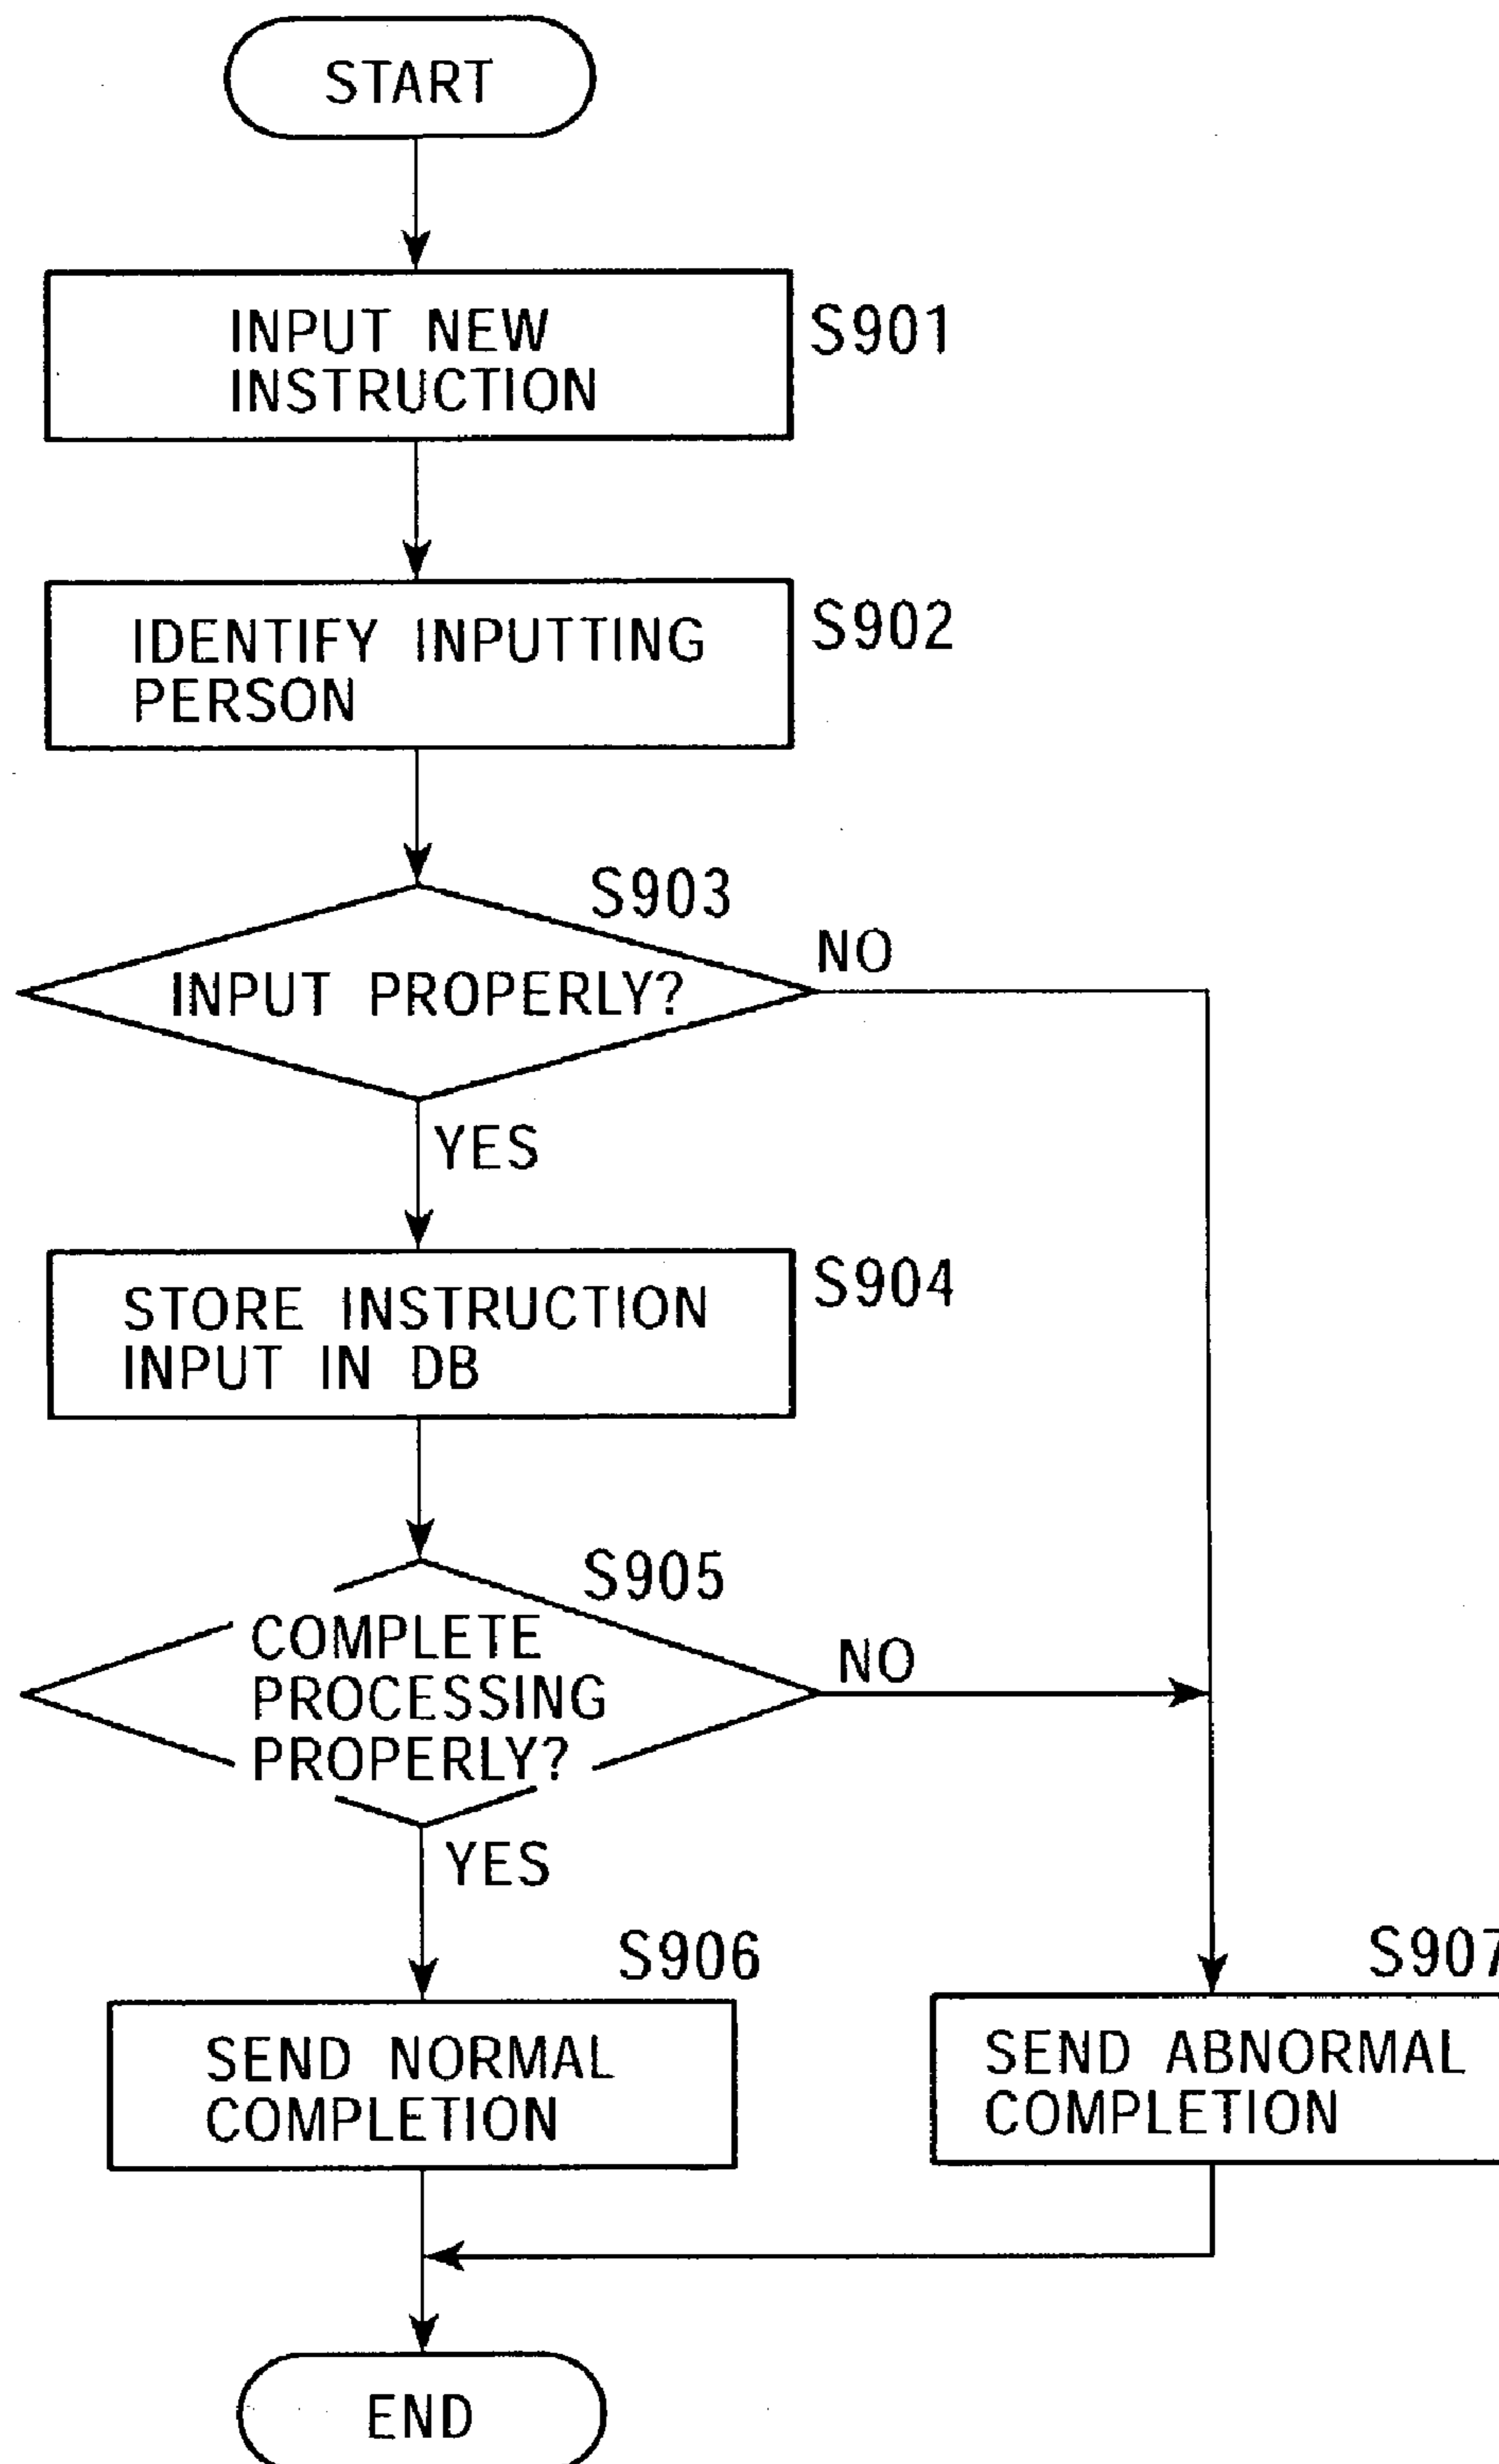 START
INPUT NEW
INSTRUCTION
S901
IDENTIFY INPUTTING
PERSON
S902
S903
INPUT PROPERLY?
NO
YES
STORE INSTRUCTION
INPUT IN DB
S904
S905
COMPLETE
PROCESSING
PROPERLY?
NO
YES
S906
SEND NORMAL
COMPLETION
S907
SEND ABNORMAL
COMPLETION
END